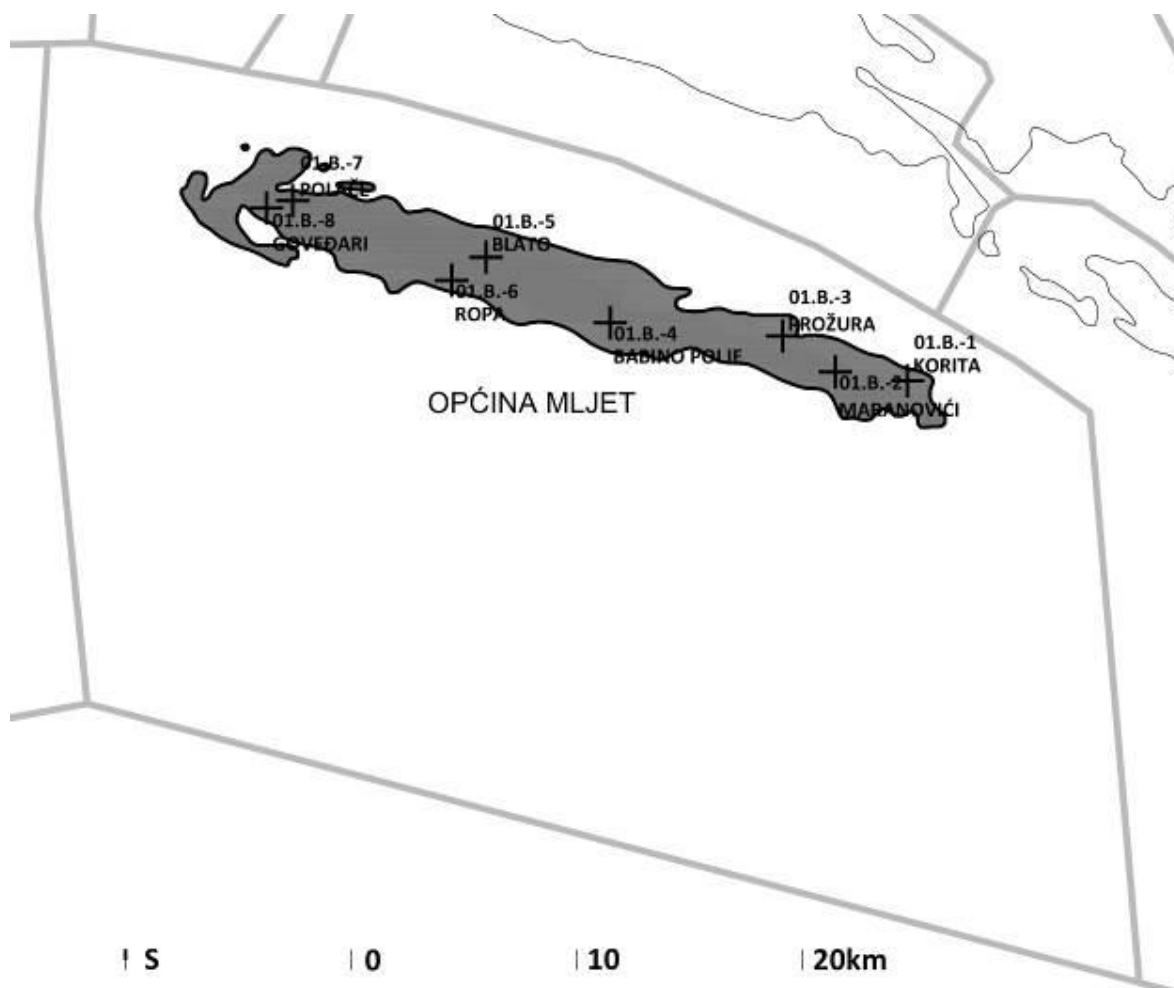 01.B.-7
POLAČE
01.B.-8
GOVEĐARI
01.B.-5
BLATO
01.B.-6
ROPA
01.B.-3
PROŽURA
01.B.-4
BABINO POLJE
01.B.-1
KORITA
01.B.-2
MARANOVIĆI
OPĆINA MLJET
S 0 10 20km